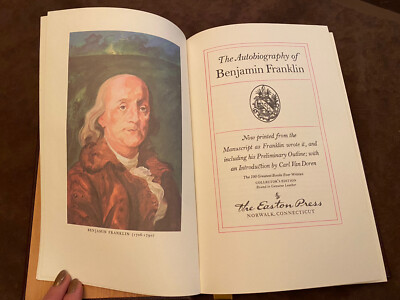 BENJAMIN FRANKLIN (1706-1790)
The Autobiography of
Benjamin Franklin
Now printed from the
Manuscript as Franklin wrote it, and
including his Preliminary Outline; with
an Introduction by Carl Van Doren
The 100 Greatest Books Ever Written
COLLECTOR'S EDITION
Bound in Genuine Leather
The Easton Press
NORWALK, CONNECTICUT